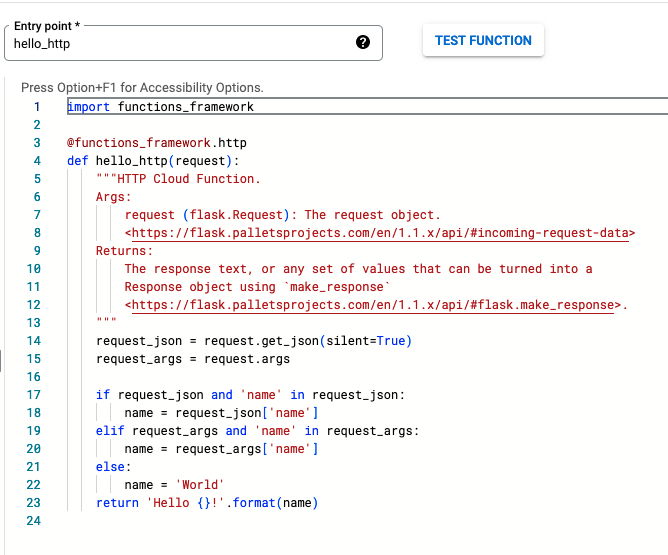 Entry point *
hello_http
TEST FUNCTION
Press Option+F1 for Accessibility Options.
1 import functions_framework
2
3 @functions_framework.http
4 def hello_http(request):
5     """HTTP Cloud Function.
6     Args:
7         request (flask.Request): The request object.
8         <https://flask.palletsprojects.com/en/1.1.x/api/#incoming-request-data>
9     Returns:
10         The response text, or any set of values that can be turned into a
11         Response object using `make_response`
12         <https://flask.palletsprojects.com/en/1.1.x/api/#flask.make_response>.
13     """
14     request_json = request.get_json(silent=True)
15     request_args = request.args
16
17     if request_json and 'name' in request_json:
18         name = request_json['name']
19     elif request_args and 'name' in request_args:
20         name = request_args['name']
21     else:
22         name = 'World'
23     return 'Hello {}!'.format(name)
24